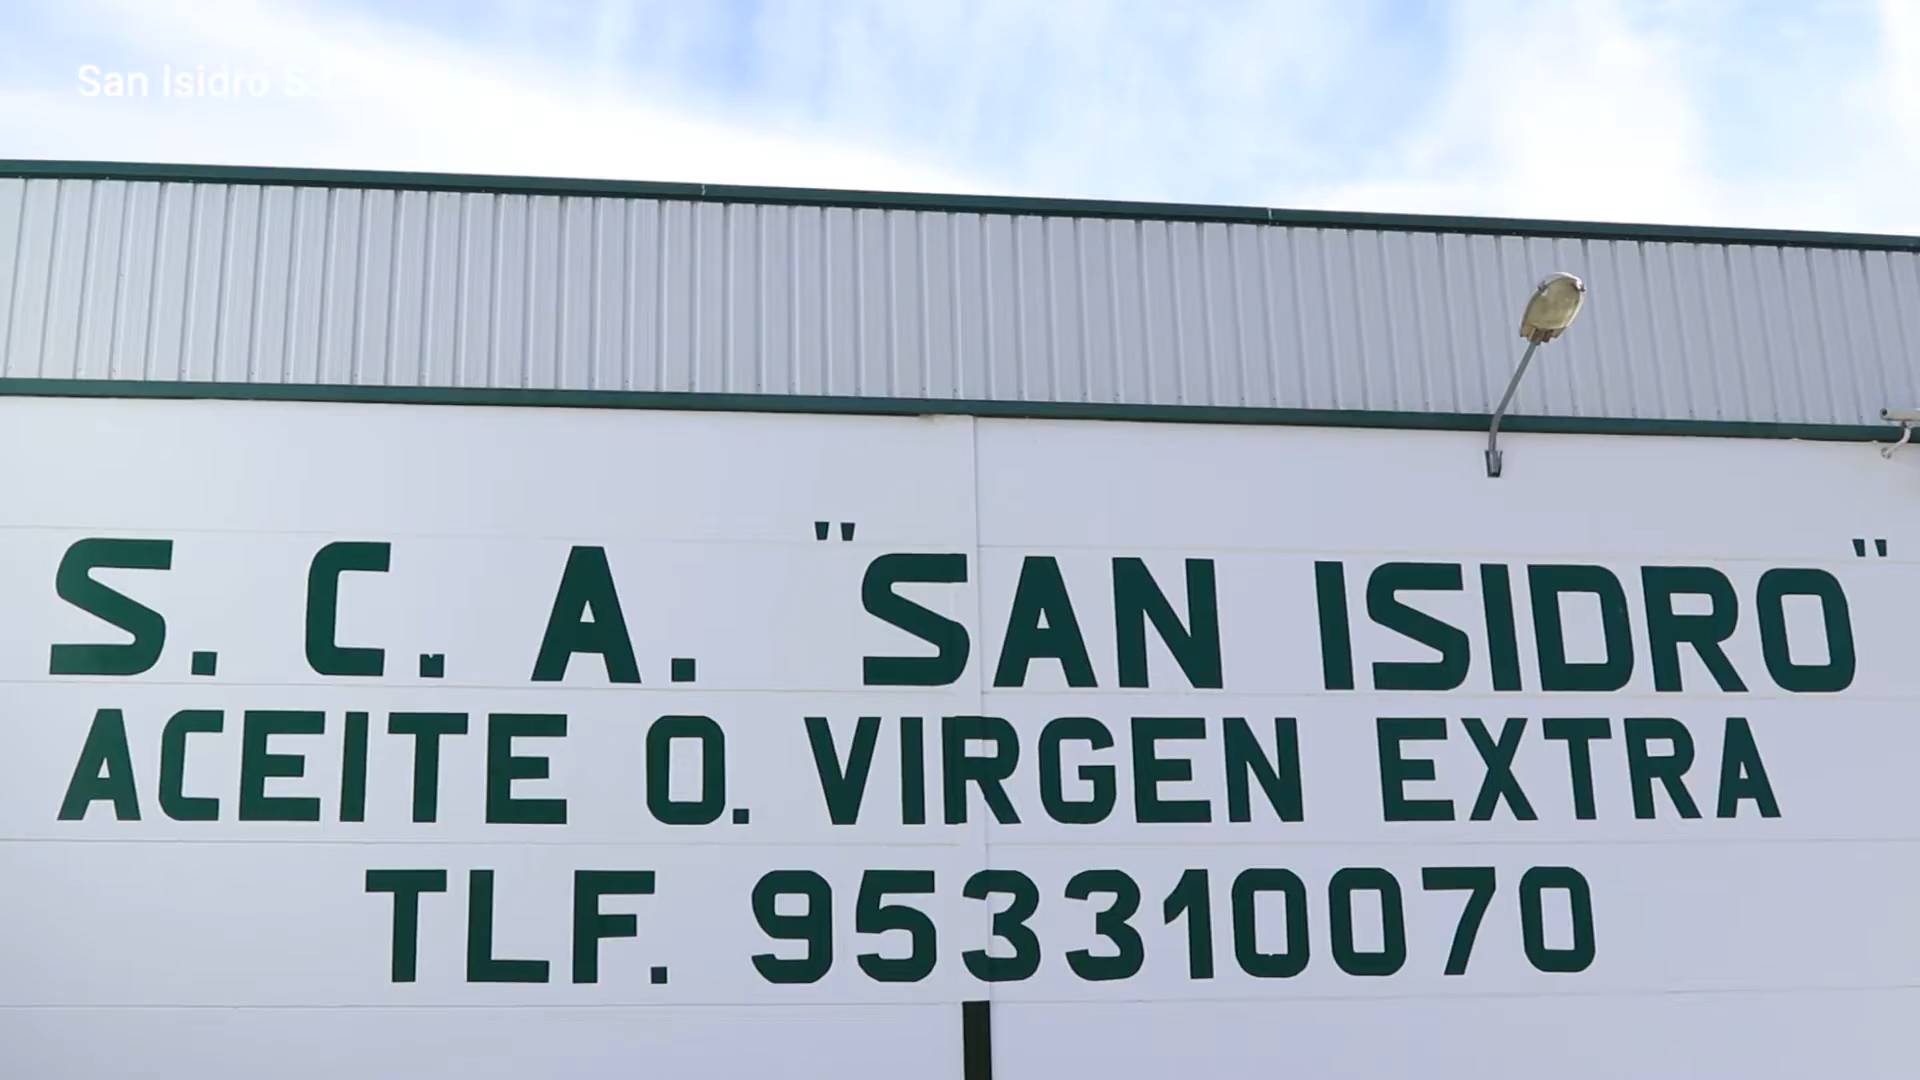 San Isidro S.C.A.
S. C. A. "SAN ISIDRO"
ACEITE O. VIRGEN EXTRA
TLF. 953310070